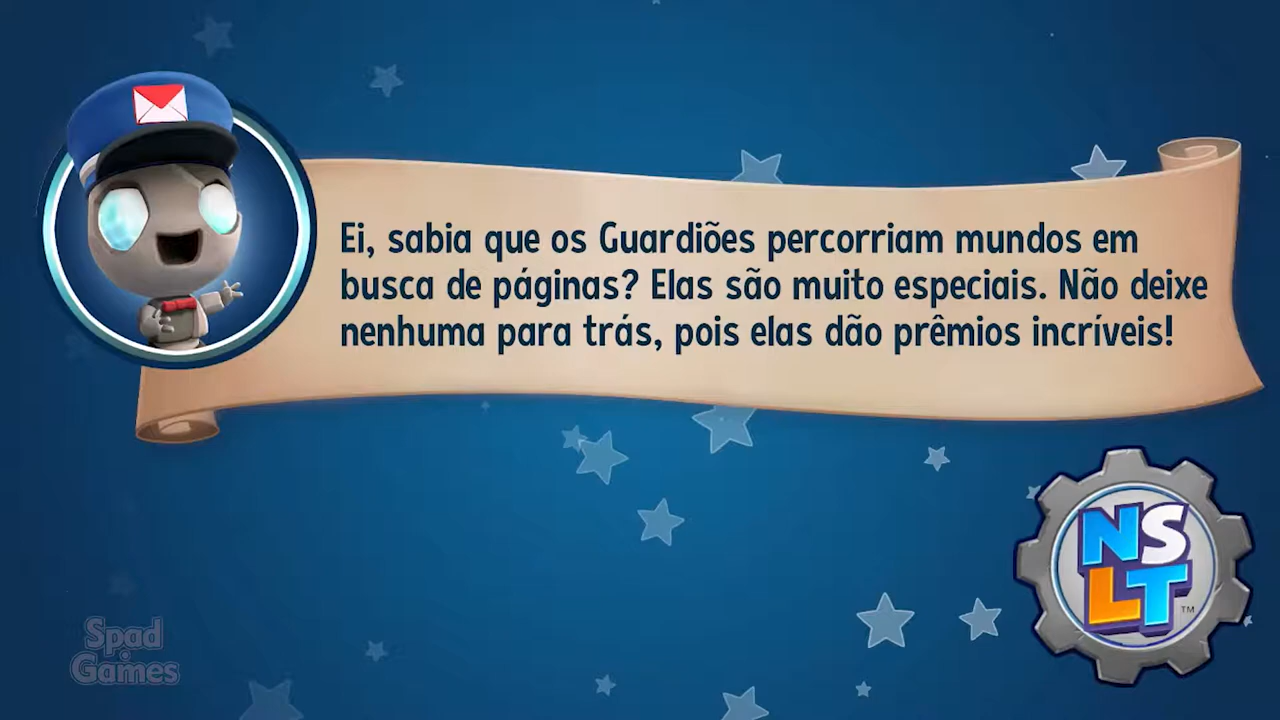 Ei, sabia que os Guardiões percorriam mundos em
busca de páginas? Elas são muito especiais. Não deixe
nenhuma para trás, pois elas dão prêmios incríveis!
NS
LT™
Spad
Games